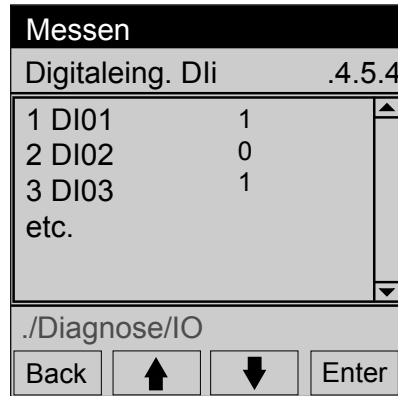 Messen
Digitaleing. DIi .4.5.4
1 DI01 1
2 DI02 0
3 DI03 1
etc.
./Diagnose/IO
Back Enter